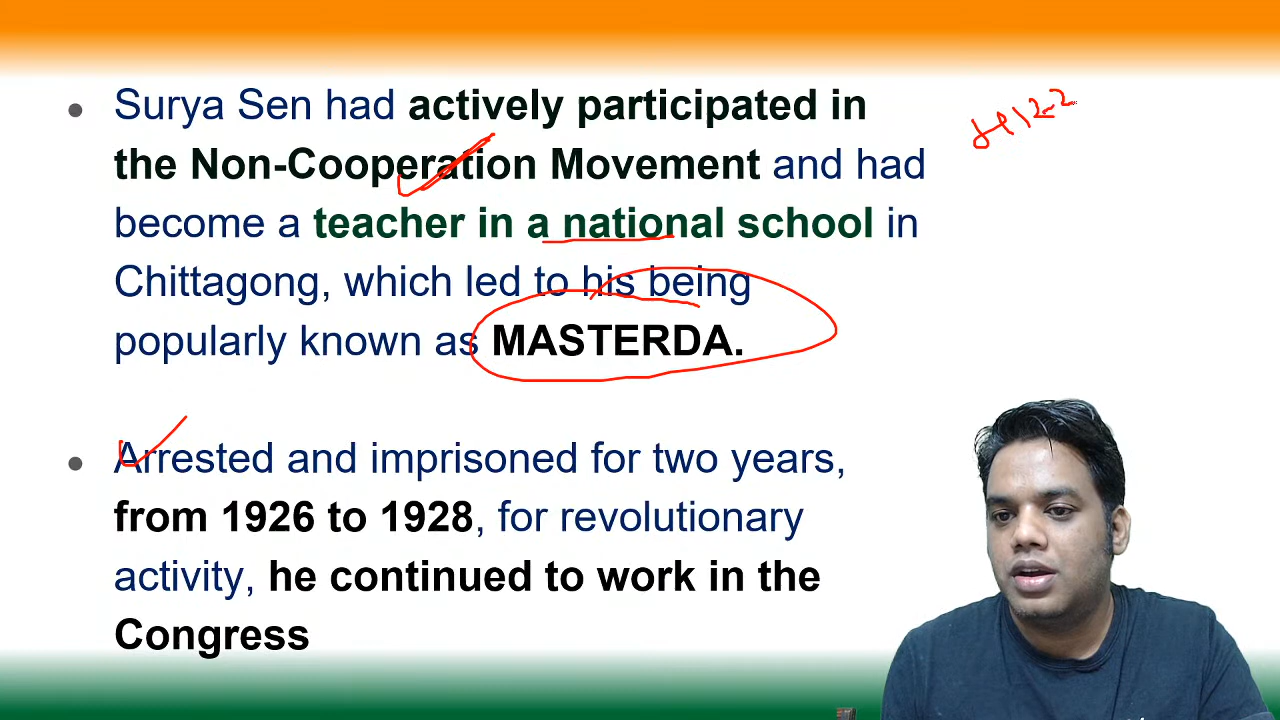 Surya Sen had actively participated in
the Non-Cooperation Movement and had
become a teacher in a national school in
Chittagong, which led to his being
popularly known as MASTERDA.
Arrested and imprisoned for two years,
from 1926 to 1928, for revolutionary
activity, he continued to work in the
Congress